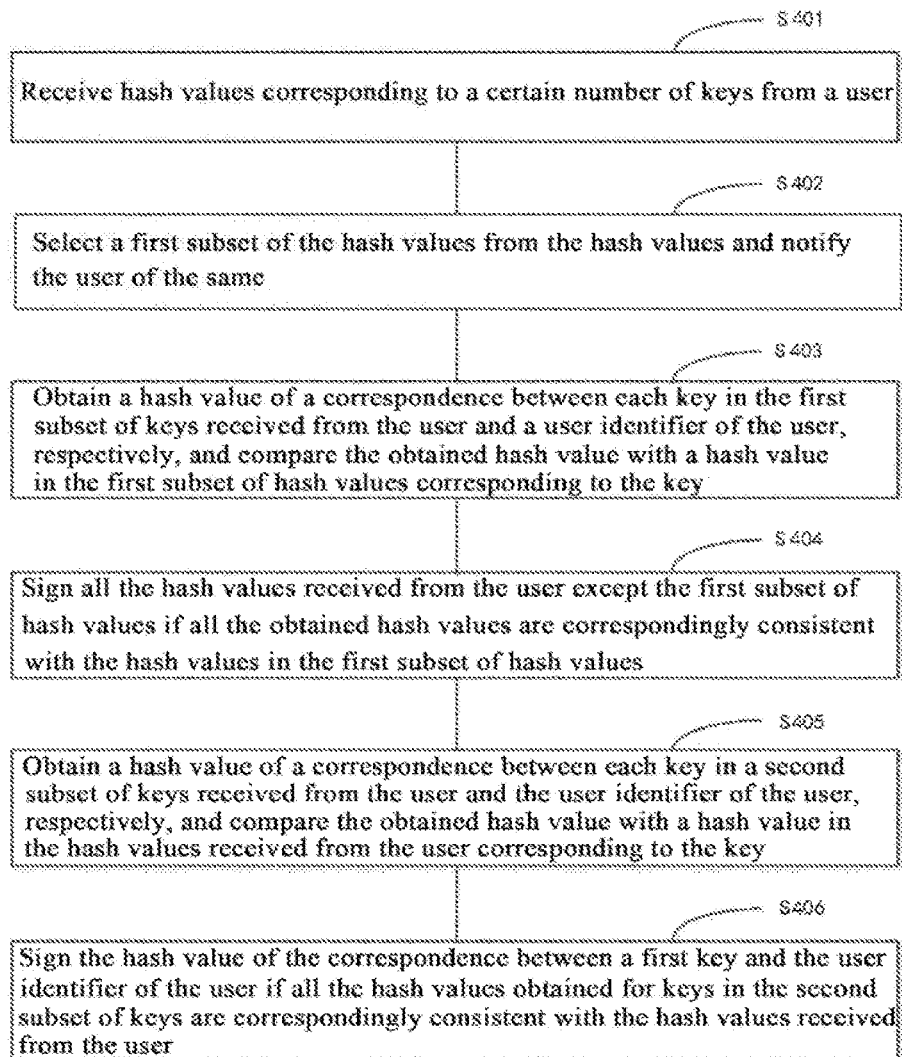 S401
Receive hash values corresponding to a certain number of keys from a user
S402
Select a first subset of the hash values from the hash values and notify
the user of the same
S403
Obtain a hash value of a correspondence between each key in the first
subset of keys received from the user and a user identifier of the user,
respectively, and compare the obtained hash value with a hash value
in the first subset of hash values corresponding to the key
S404
Sign all the hash values received from the user except the first subset of
hash values if all the obtained hash values are correspondingly consistent
with the hash values in the first subset of hash values
S405
Obtain a hash value of a correspondence between each key in a second
subset of keys received from the user and the user identifier of the user,
respectively, and compare the obtained hash value with a hash value in
the hash values received from the user corresponding to the key
S406
Sign the hash value of the correspondence between a first key and the user
identifier of the user if all the hash values obtained for keys in the second
subset of keys are correspondingly consistent with the hash values received
from the user